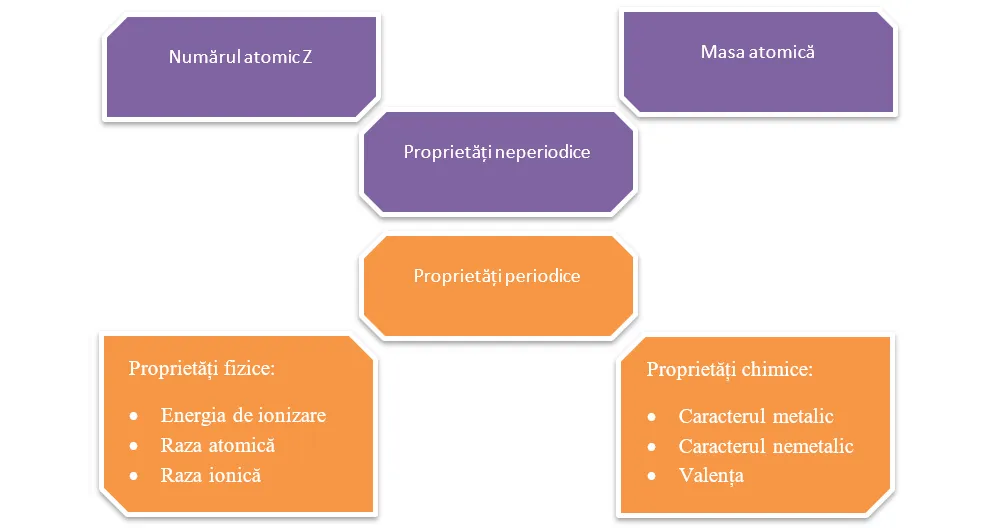 Numărul atomic Z
Masa atomică
Proprietăți neperiodice
Proprietăți periodice
Proprietăți fizice:
• Energia de ionizare
• Raza atomică
• Raza ionică
Proprietăți chimice:
• Caracterul metalic
• Caracterul nemetalic
• Valența